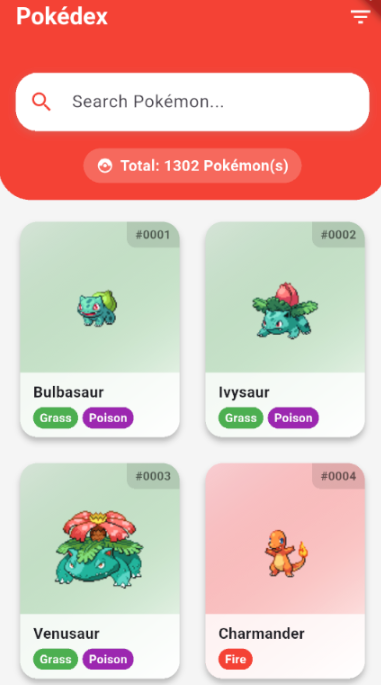 Pokédex
Search Pokémon...
Total: 1302 Pokémon(s)
#0001
Bulbasaur
Grass Poison
#0002
Ivysaur
Grass Poison
#0003
Venusaur
Grass Poison
#0004
Charmander
Fire